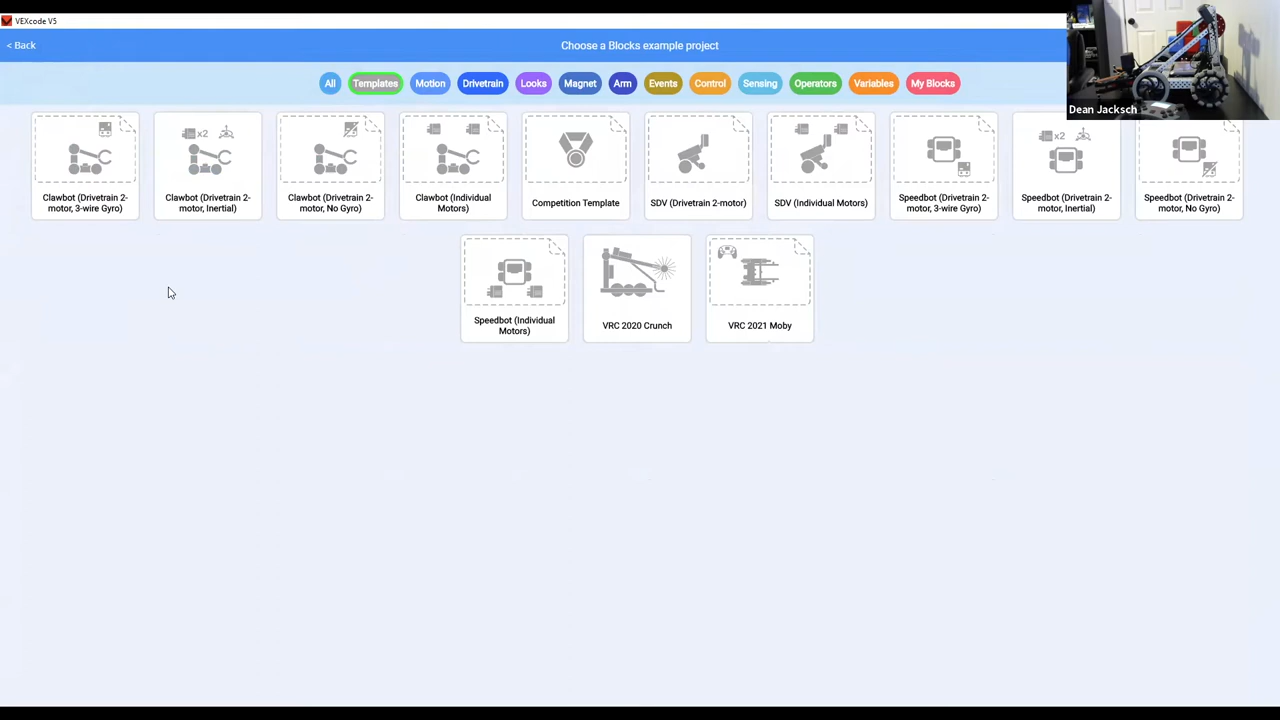 VEXcode V5
< Back
Choose a Blocks example project
All
Templates
Motion
Drivetrain
Looks
Magnet
Arm
Events
Control
Sensing
Operators
Variables
My Blocks
Dean Jacksch
x2
x2
Clawbot (Drivetrain 2-
motor, 3-wire Gyro)
Clawbot (Drivetrain 2-
motor, Inertial)
Clawbot (Drivetrain 2-
motor, No Gyro)
Clawbot (Individual
Motors)
Competition Template
SDV (Drivetrain 2-motor)
SDV (Individual Motors)
Speedbot (Drivetrain 2-
motor, 3-wire Gyro)
Speedbot (Drivetrain 2-
motor, Inertial)
Speedbot (Drivetrain 2-
motor, No Gyro)
Speedbot (Individual
Motors)
VRC 2020 Crunch
VRC 2021 Moby